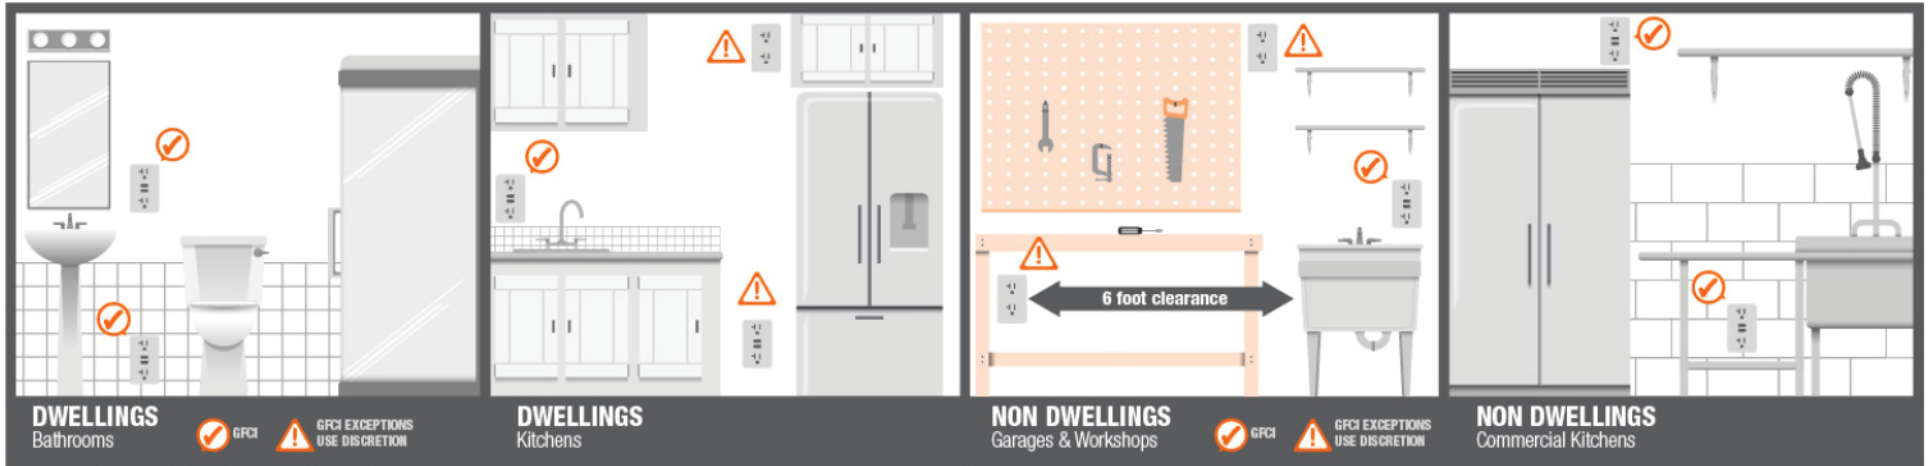 6 foot clearance
DWELLINGS
Bathrooms
GFCI
GFCI EXCEPTIONS
USE DISCRETION
DWELLINGS
Kitchens
NON DWELLINGS
Garages & Workshops
GFCI
GFCI EXCEPTIONS
USE DISCRETION
NON DWELLINGS
Commercial Kitchens